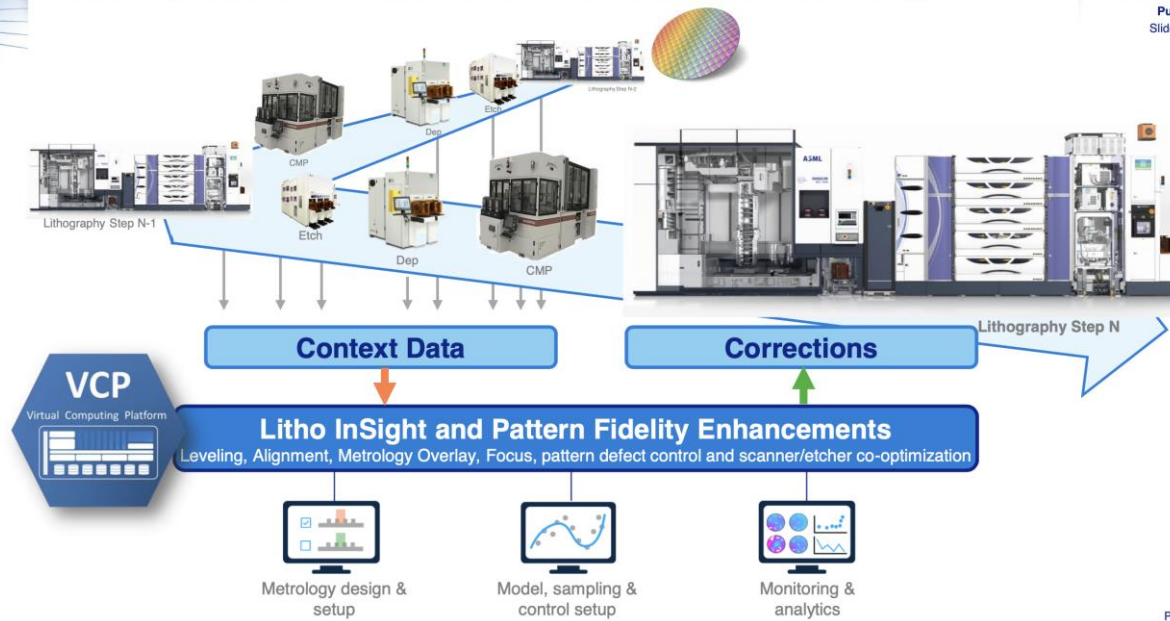 Pu
Slid
Lithography Step N-2
Etch
Dep
CMP
ASML
Lithography Step N-1
Etch
Dep
CMP
Lithography Step N
Context Data
Corrections
VCP
Virtual Computing Platform
Litho InSight and Pattern Fidelity Enhancements
Leveling, Alignment, Metrology Overlay, Focus, pattern defect control and scanner/etcher co-optimization
Metrology design &
setup
Model, sampling &
control setup
Monitoring &
analytics
P